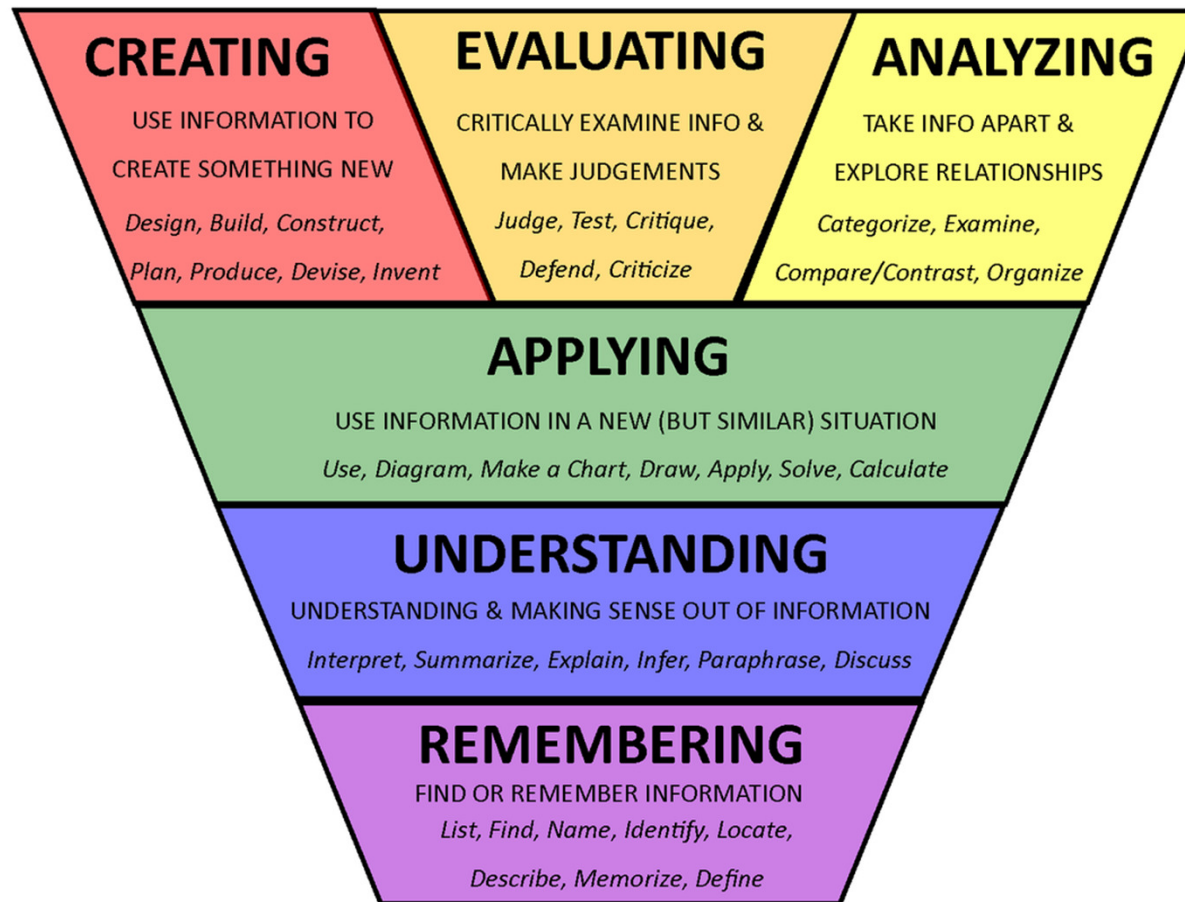 CREATING
USE INFORMATION TO
CREATE SOMETHING NEW
Design, Build, Construct,
Plan, Produce, Devise, Invent
EVALUATING
CRITICALLY EXAMINE INFO &
MAKE JUDGEMENTS
Judge, Test, Critique,
Defend, Criticize
ANALYZING
TAKE INFO APART &
EXPLORE RELATIONSHIPS
Categorize, Examine,
Compare/Contrast, Organize
APPLYING
USE INFORMATION IN A NEW (BUT SIMILAR) SITUATION
Use, Diagram, Make a Chart, Draw, Apply, Solve, Calculate
UNDERSTANDING
UNDERSTANDING & MAKING SENSE OUT OF INFORMATION
Interpret, Summarize, Explain, Infer, Paraphrase, Discuss
REMEMBERING
FIND OR REMEMBER INFORMATION
List, Find, Name, Identify, Locate,
Describe, Memorize, Define